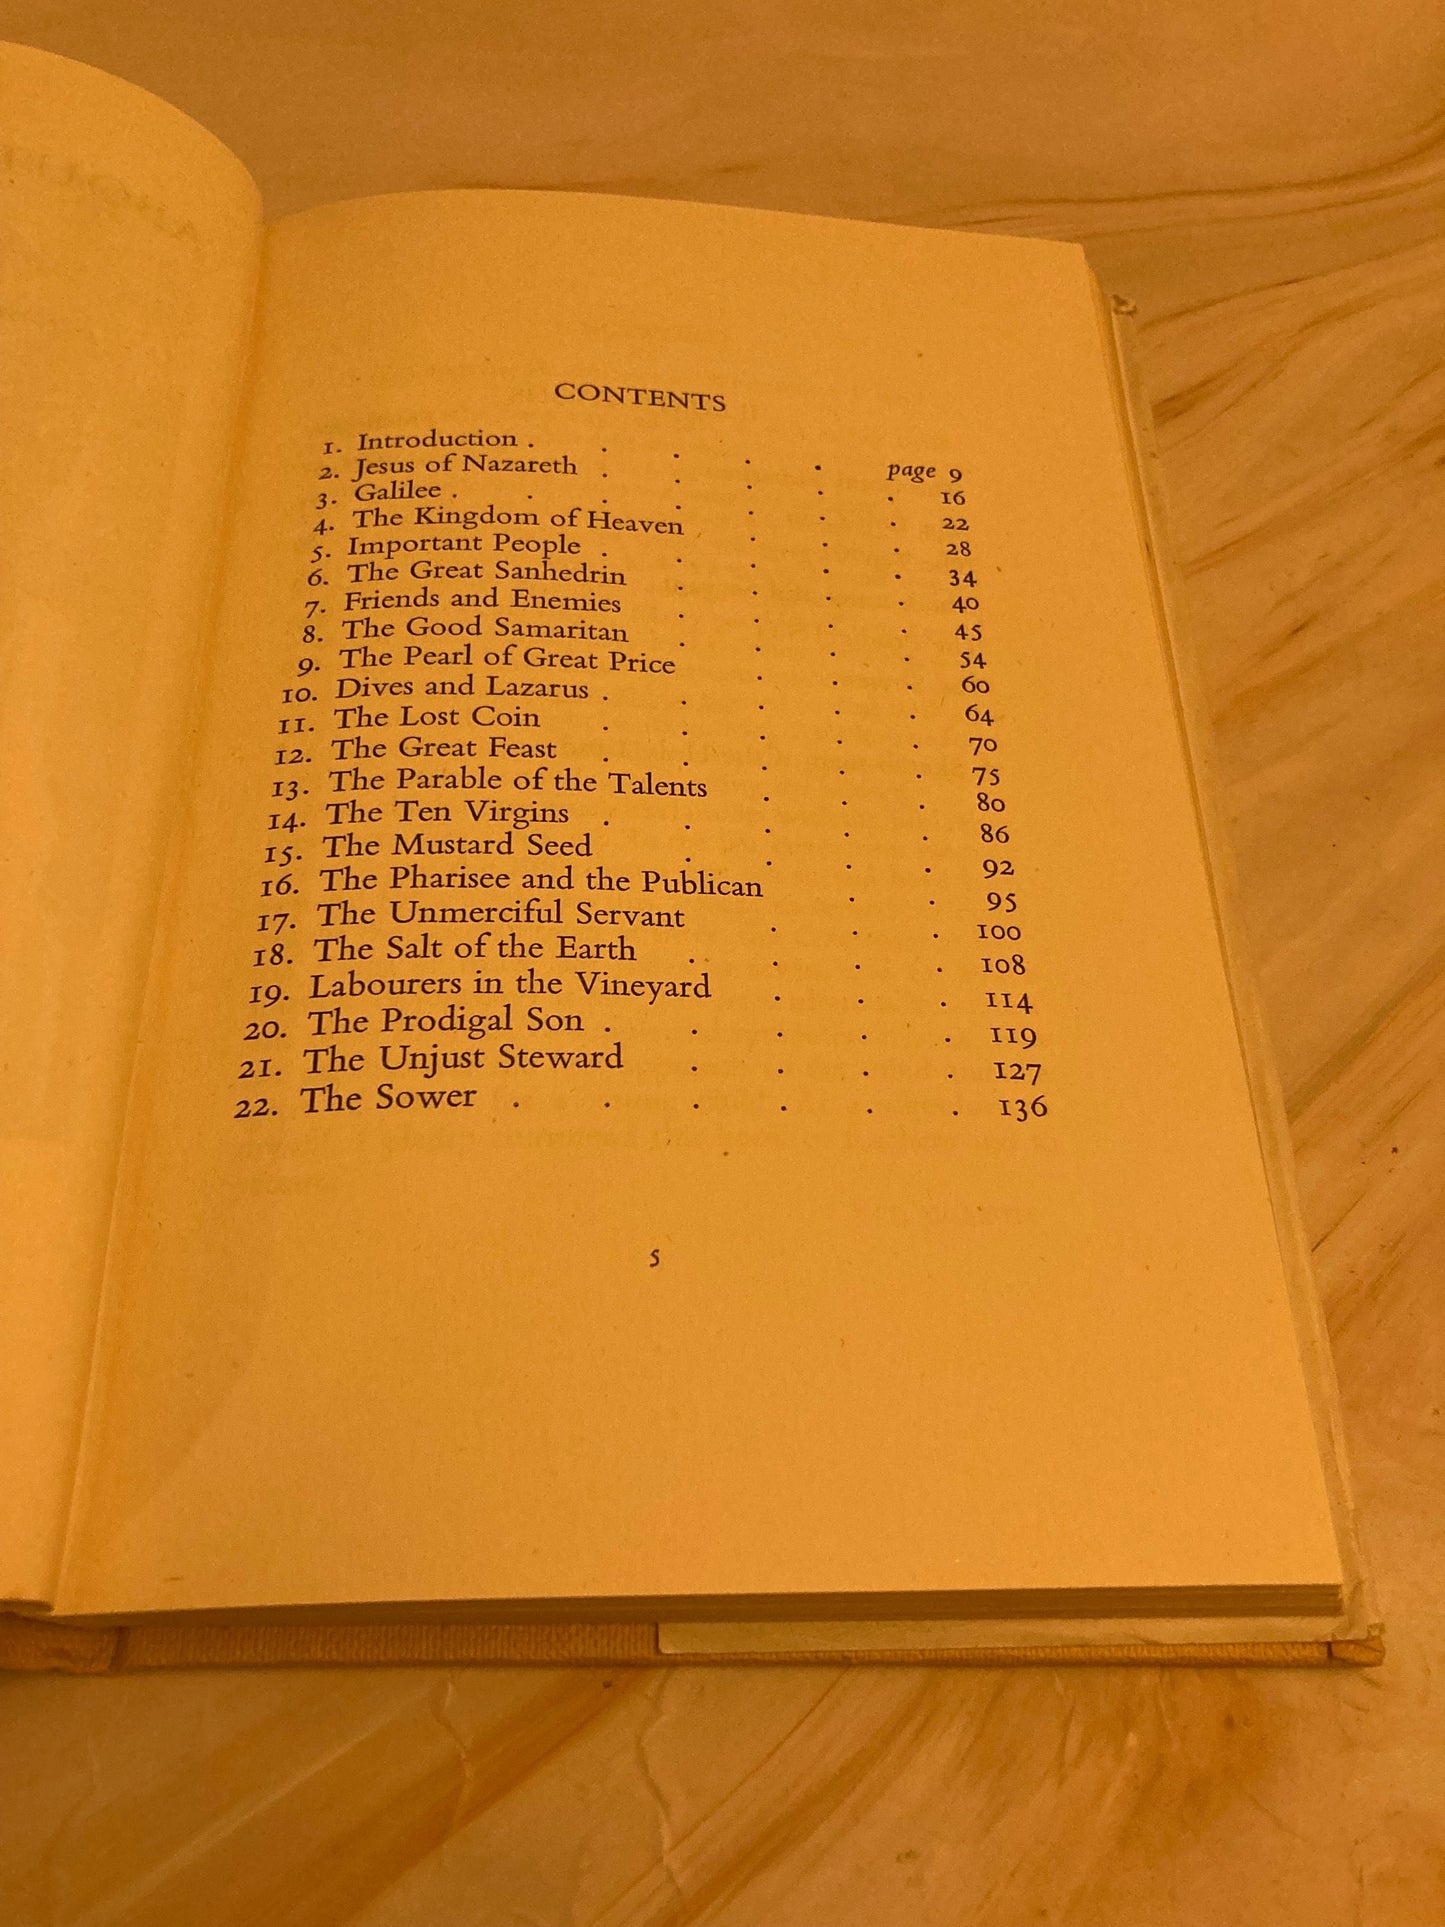 CONTENTS
1. Introduction . . . . . page 9
2. Jesus of Nazareth . . . . . 16
3. Galilee . . . . . . . 22
4. The Kingdom of Heaven . . . 28
5. Important People . . . . . 34
6. The Great Sanhedrin . . . . 40
7. Friends and Enemies . . . . 45
8. The Good Samaritan . . . . 54
9. The Pearl of Great Price . . . 60
10. Dives and Lazarus . . . . . 64
11. The Lost Coin . . . . . 70
12. The Great Feast . . . . . 75
13. The Parable of the Talents . . . 80
14. The Ten Virgins . . . . . 86
15. The Mustard Seed . . . . 92
16. The Pharisee and the Publican . . 95
17. The Unmerciful Servant . . . 100
18. The Salt of the Earth . . . . 108
19. Labourers in the Vineyard . . . 114
20. The Prodigal Son . . . . . 119
21. The Unjust Steward . . . . 127
22. The Sower . . . . . . 136
5